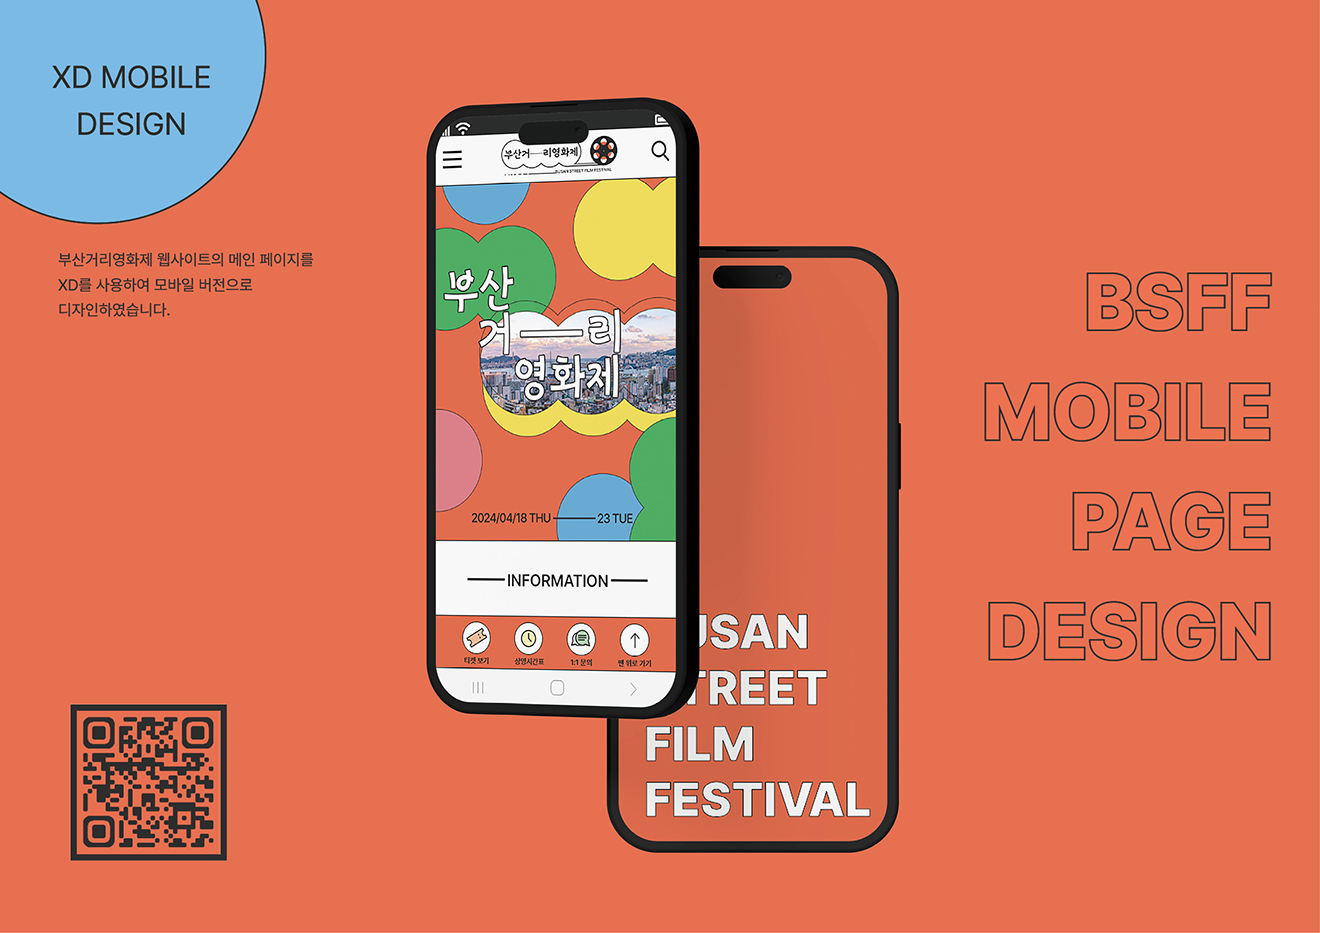 XD MOBILE
DESIGN
부산거리영화제 웹사이트의 메인 페이지를
XD를 사용하여 모바일 버전으로
디자인하였습니다.
부산거 리영화제
BUSAN STREET FILM FESTIVAL
부산
거 리
영화제
2024/04/18 THU 23 TUE
INFORMATION
티켓 보기
상영시간표
1:1 문의
맨 위로 가기
USAN
TREET
FILM
FESTIVAL
BSFF
MOBILE
PAGE
DESIGN